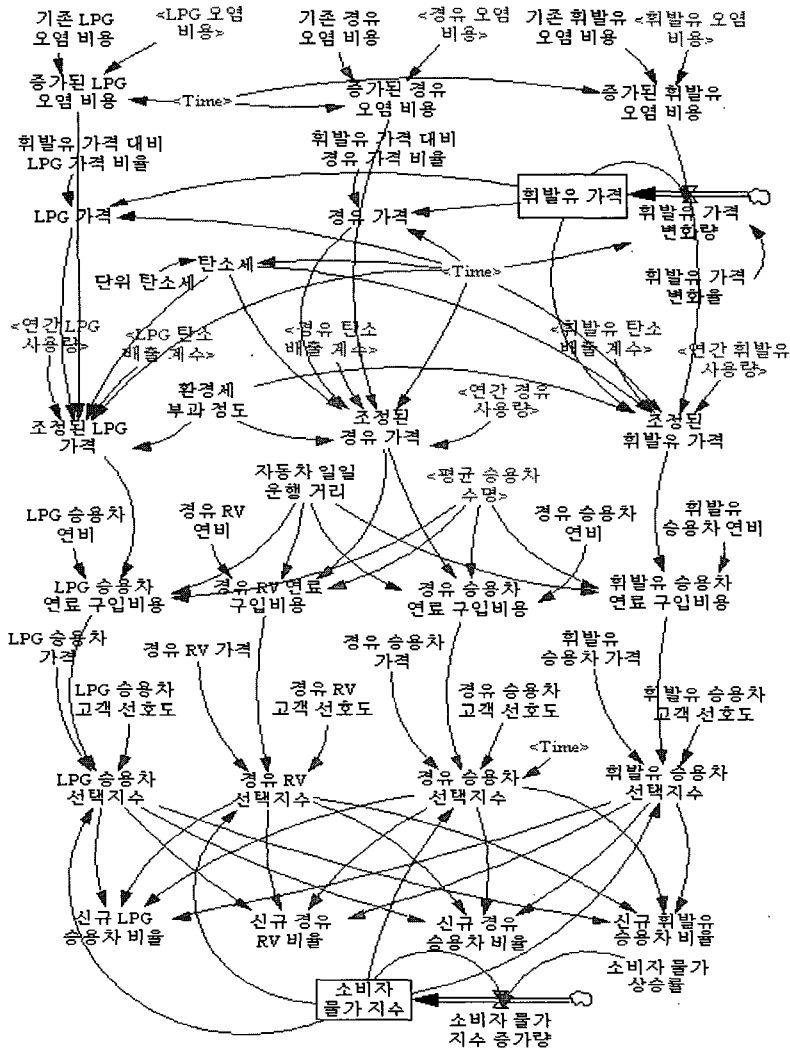 기존 LPG
오염 비용
<LPG 오염
비용>
기존 경유
오염 비용
<경유 오염
비용>
기존 휘발유
오염 비용
<휘발유 오염
비용>
증가된 LPG
오염 비용
<Time>
증가된 경유
오염 비용
증가된 휘발유
오염 비용
휘발유 가격 대비
LPG 가격 비율
휘발유 가격 대비
경유 가격 비율
LPG 가격
경유 가격
휘발유 가격
휘발유 가격
변화량
단위 탄소세
탄소세
<Time>
휘발유 가격
변화율
<연간 LPG
사용량>
<LPG 탄소
배출 계수>
<경유 탄소
배출 계수>
<휘발유 탄소
배출 계수>
<연간 휘발유
사용량>
환경세
부과 정도
<연간 경유
사용량>
조정된 LPG
가격
조정된
경유 가격
조정된
휘발유 가격
자동차 일일
운행 거리
<평균 승용차
수명>
LPG 승용차
연비
경유 RV
연비
경유 승용차
연비
휘발유
승용차 연비
LPG 승용차
연료 구입비용
경유 RV 연료
구입비용
경유 승용차
연료 구입비용
휘발유 승용차
연료 구입비용
LPG 승용차
가격
경유 RV 가격
경유 승용차
가격
휘발유
승용차 가격
LPG 승용차
고객 선호도
경유 RV
고객 선호도
경유 승용차
고객 선호도
휘발유 승용차
고객 선호도
<Time>
LPG 승용차
선택지수
경유 RV
선택지수
경유 승용차
선택지수
휘발유 승용차
선택지수
신규 LPG
승용차 비율
신규 경유
RV 비율
신규 경유
승용차 비율
신규 휘발유
승용차 비율
소비자
물가 지수
소비자 물가
지수 증가량
소비자 물가
상승률